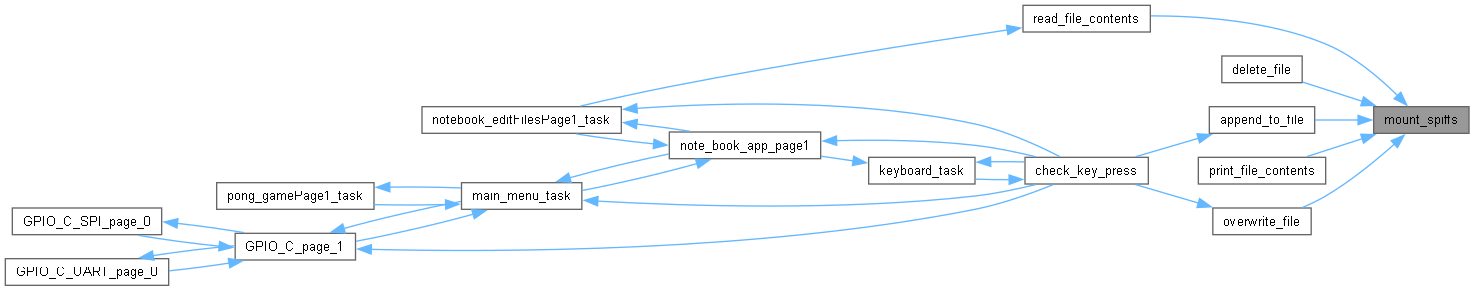 read_file_contents
delete_file
notebook_editFilesPage1_task
append_to_file
mount_spiffs
note_book_app_page1
keyboard_task
check_key_press
print_file_contents
pong_gamePage1_task
main_menu_task
GPIO_C_SPI_page_0
overwrite_file
GPIO_C_page_1
GPIO_C_UART_page_0